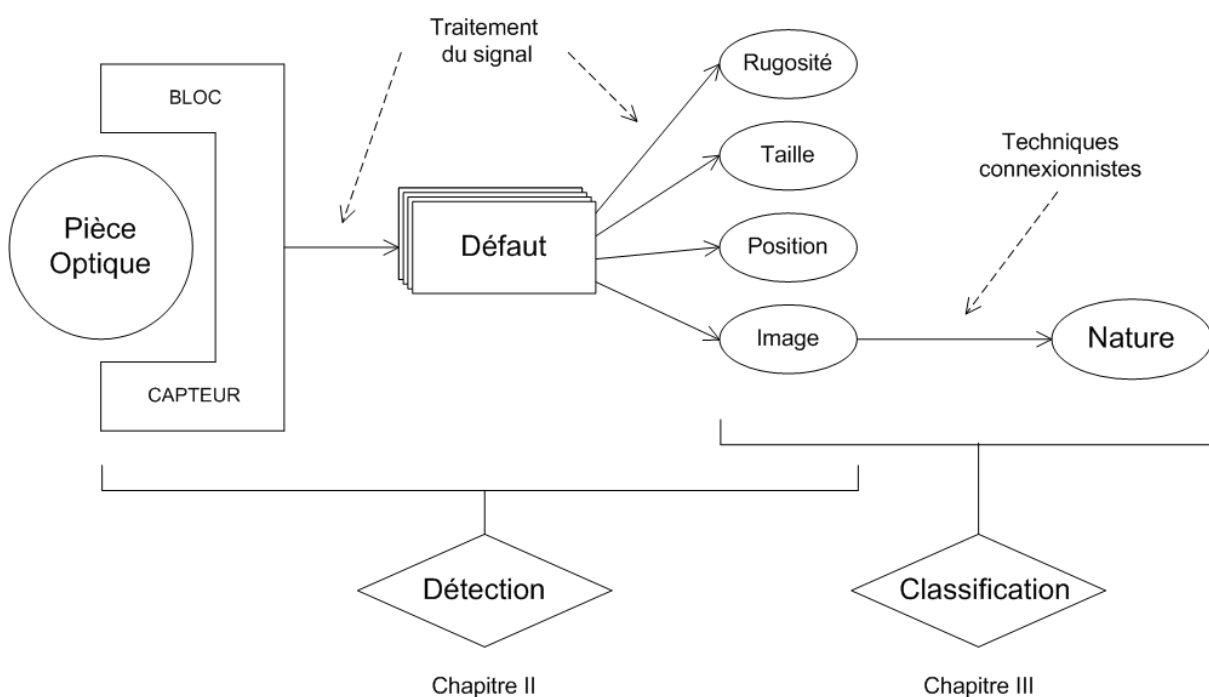 Traitement
du signal
BLOC
Pièce
Optique
CAPTEUR
Défaut
Rugosité
Taille
Position
Image
Techniques
connexionnistes
Nature
Détection
Classification
Chapitre II
Chapitre III